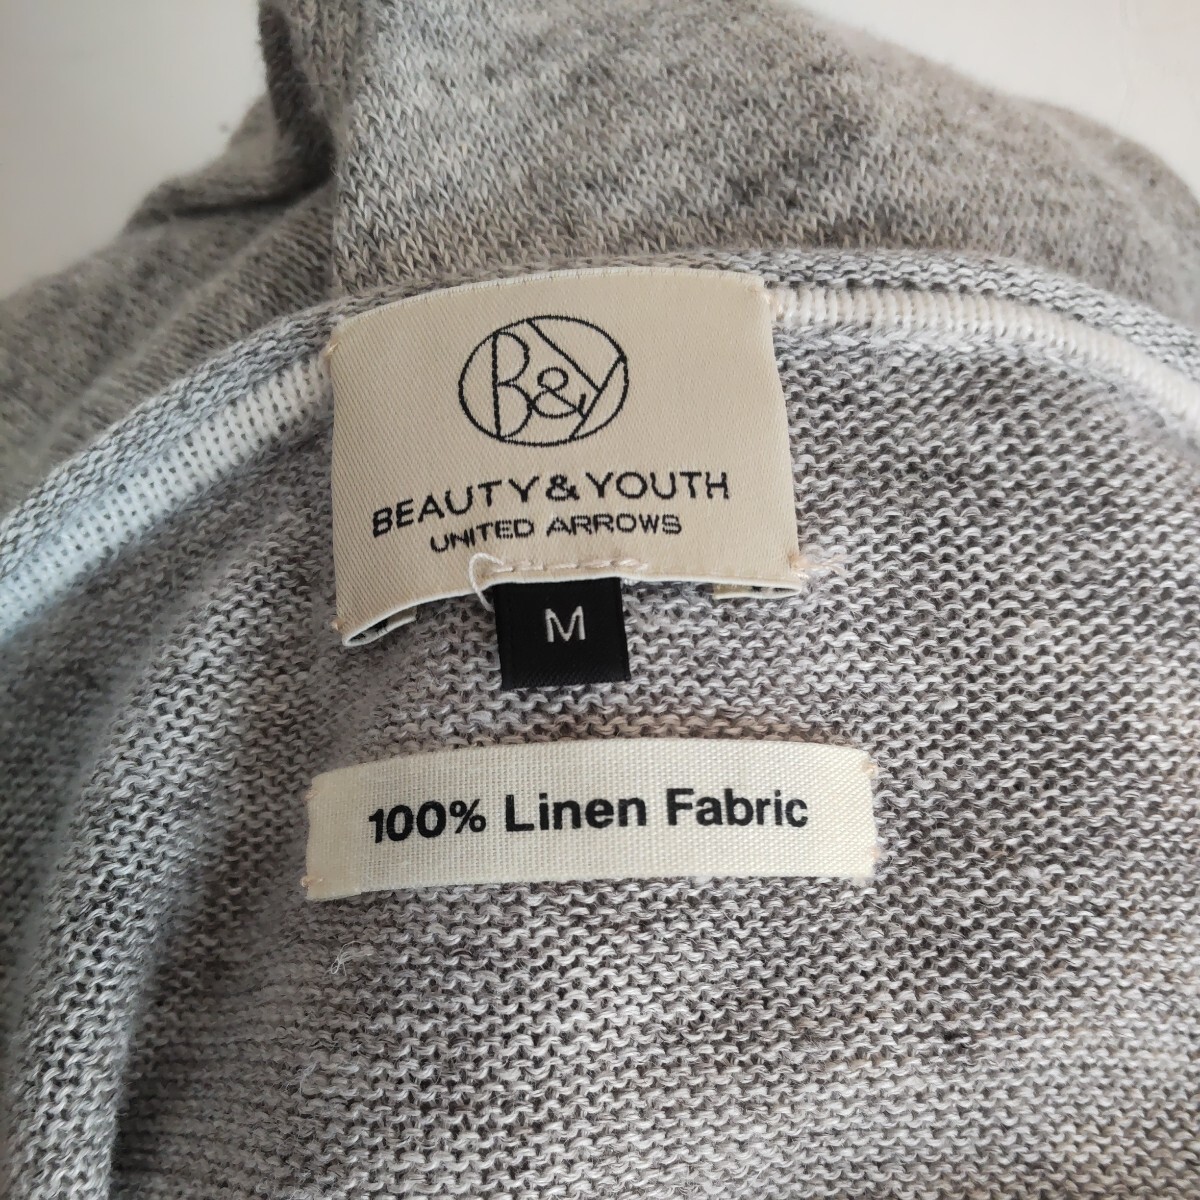 B&Y
BEAUTY & YOUTH
UNITED ARROWS
M
100% Linen Fabric